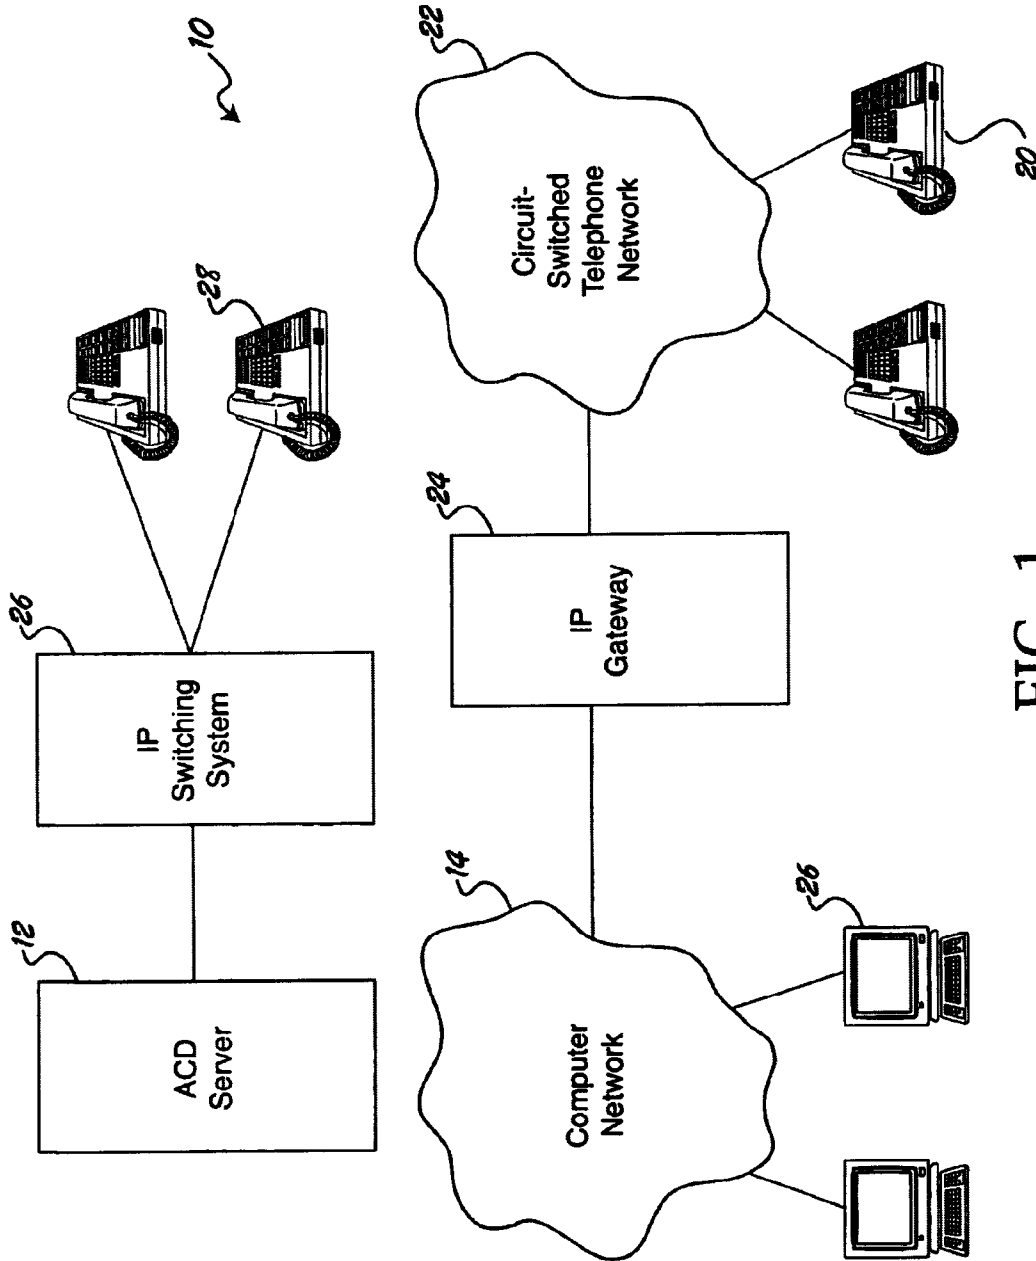 10
12
ACD
Server
26
IP
Switching
System
28
14
Computer
Network
24
IP
Gateway
22
Circuit-
Switched
Telephone
Network
26
20
FIG. 1